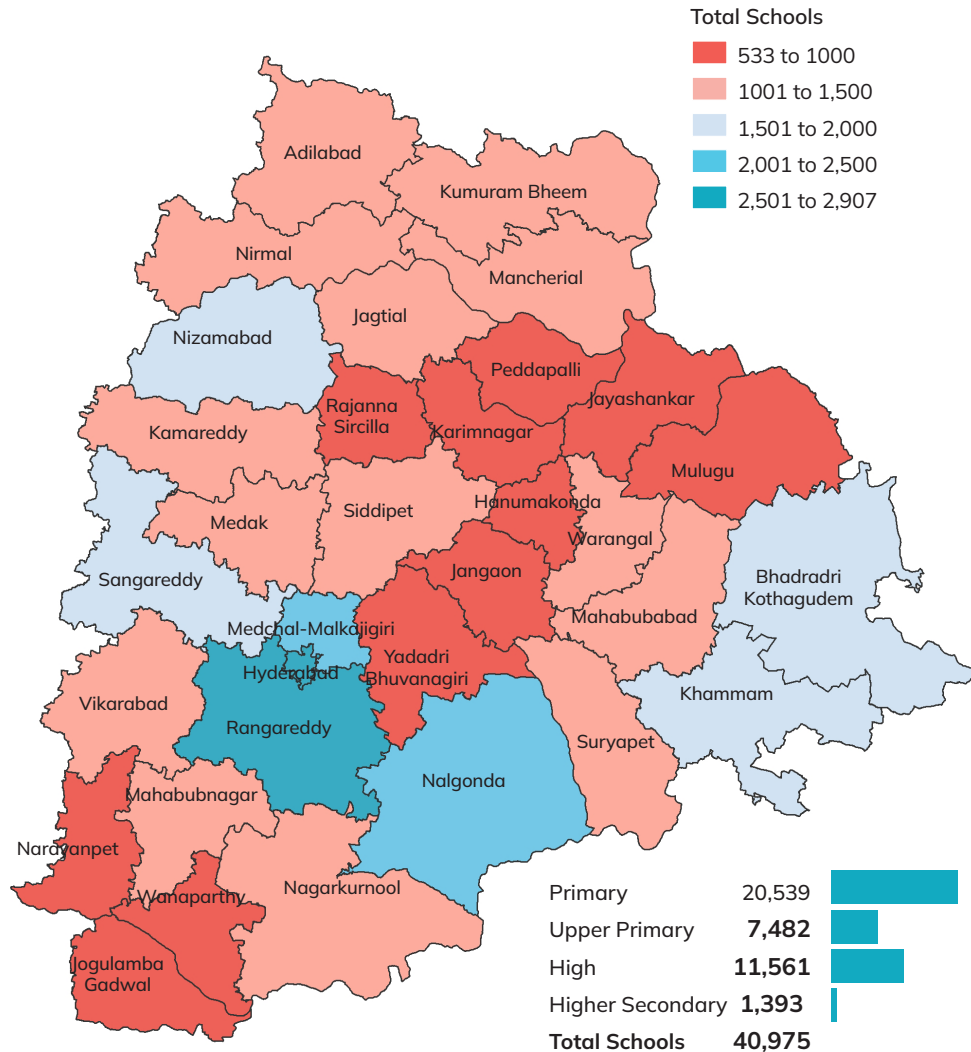 Total Schools
533 to 1000
1001 to 1,500
1,501 to 2,000
2,001 to 2,500
2,501 to 2,907
Adilabad
Kumuram Bheem
Nirmal
Mancherial
Jagtial
Nizamabad
Peddapalli
Rajanna
Sircilla
Jayashankar
Karimnagar
Kamareddy
Mulugu
Hanumakonda
Siddipet
Medak
Warangal
Jangaon
Sangareddy
Bhadradri
Kothagudem
Mahabubabad
Medchal-Malkajigiri
Yadadri
Bhuvanagiri
Hyderabad
Khammam
Vikarabad
Rangareddy
Suryapet
Nalgonda
Mahabubnagar
Narayanpet
Wanaparthy
Nagarkurnool
Jogulamba
Gadwal
Primary 20,539
Upper Primary 7,482
High 11,561
Higher Secondary 1,393
Total Schools 40,975